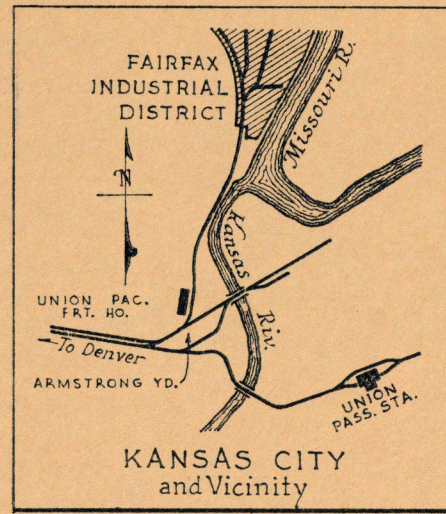 FAIRFAX
INDUSTRIAL
DISTRICT
Missouri R.
N
Kansas
Riv.
UNION PAC.
FRT. HO.
To Denver
ARMSTRONG YD.
UNION
PASS. STA.
KANSAS CITY
and Vicinity